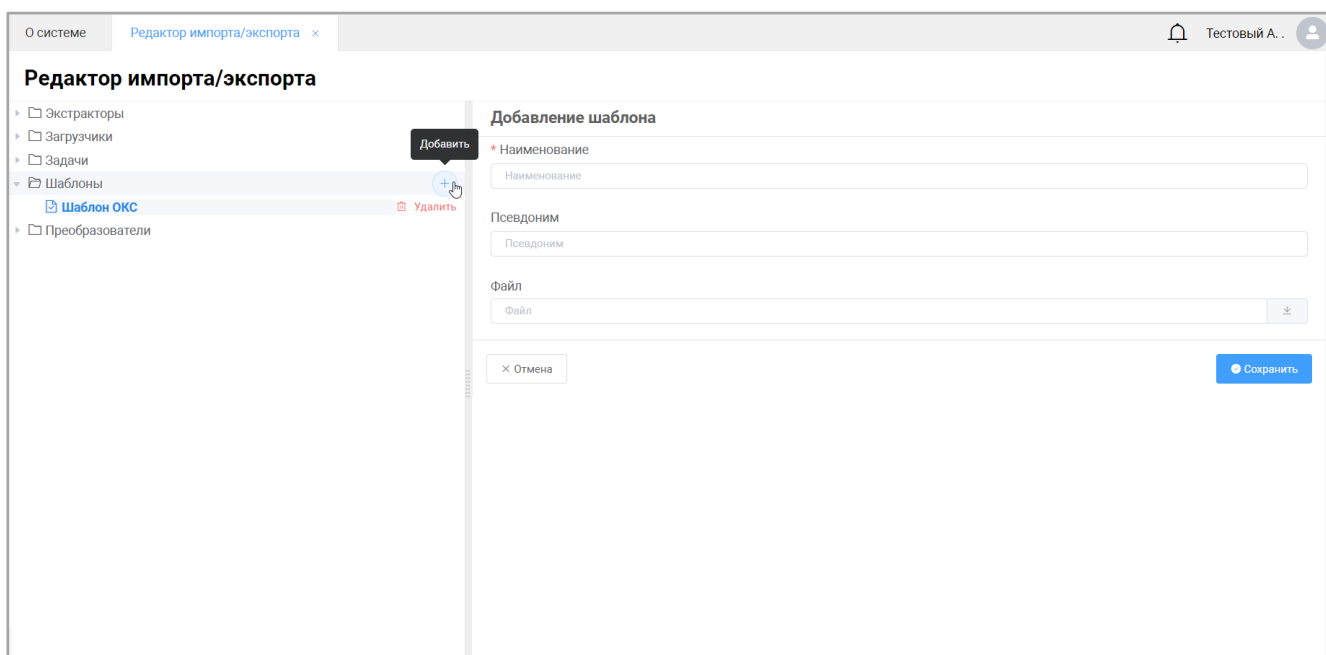 О системе
Редактор импорта/экспорта ×
Тестовый А. .
Редактор импорта/экспорта
Экстракторы
Загрузчики
Задачи
Шаблоны
Шаблон ОКС
Удалить
Преобразователи
Добавить
Добавление шаблона
* Наименование
Наименование
Псевдоним
Псевдоним
Файл
Файл
× Отмена
Сохранить